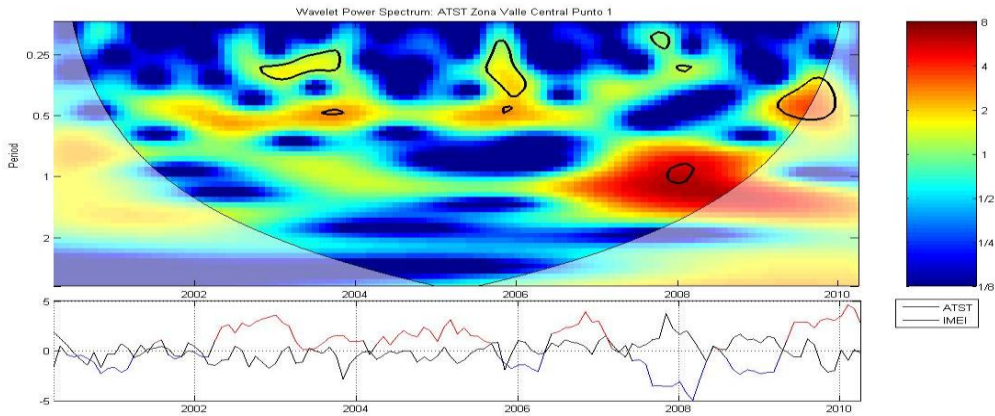 Wavelet Power Spectrum: ATST Zona Valle Central Punto 1
Period
0.25
0.5
1
2
2002 2004 2006 2008 2010
8
4
2
1
1/2
1/4
1/8
5
0
-5
2002 2004 2006 2008 2010
ATST
IMEI